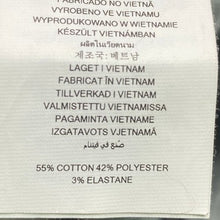 FABRICADO NO VIETNÃ
VYROBENO VE VIETNAMU
WYPRODUKOWANO W WIETNAMIE
KÉSZÜLT VIETNÁMBAN
ผลิตในเวียดนาม
제조국: 베트남
LAGET I VIETNAM
FABRICAT ÎN VIETNAM
TILLVERKAD I VIETNAM
VALMISTETTU VIETNAMISSA
PAGAMINTA VIETNAME
IZGATAVOTS VJETNAMĀ
صنع في فيتنام
55% COTTON 42% POLYESTER
3% ELASTANE